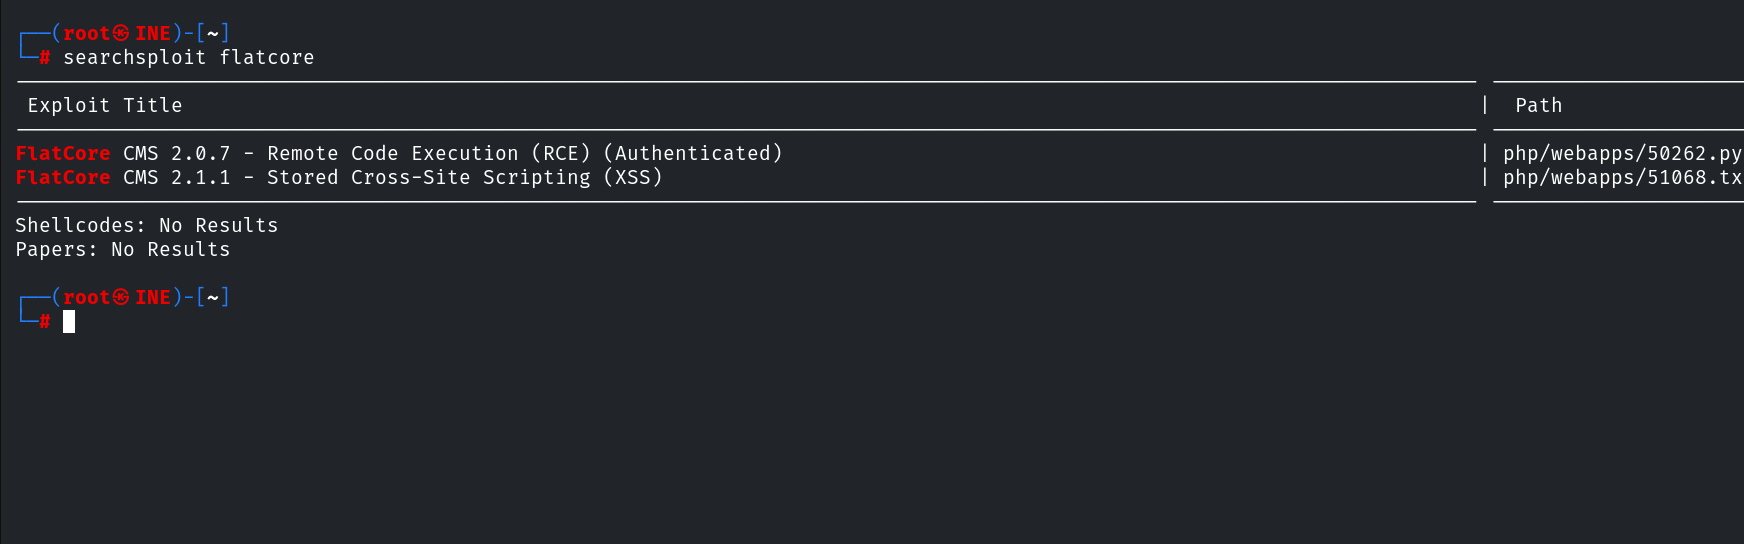 ┌──(root㉿INE)-[~]
└─# searchsploit flatcore
Exploit Title | Path
FlatCore CMS 2.0.7 - Remote Code Execution (RCE) (Authenticated) | php/webapps/50262.py
FlatCore CMS 2.1.1 - Stored Cross-Site Scripting (XSS) | php/webapps/51068.tx
Shellcodes: No Results
Papers: No Results
┌──(root㉿INE)-[~]
└─#